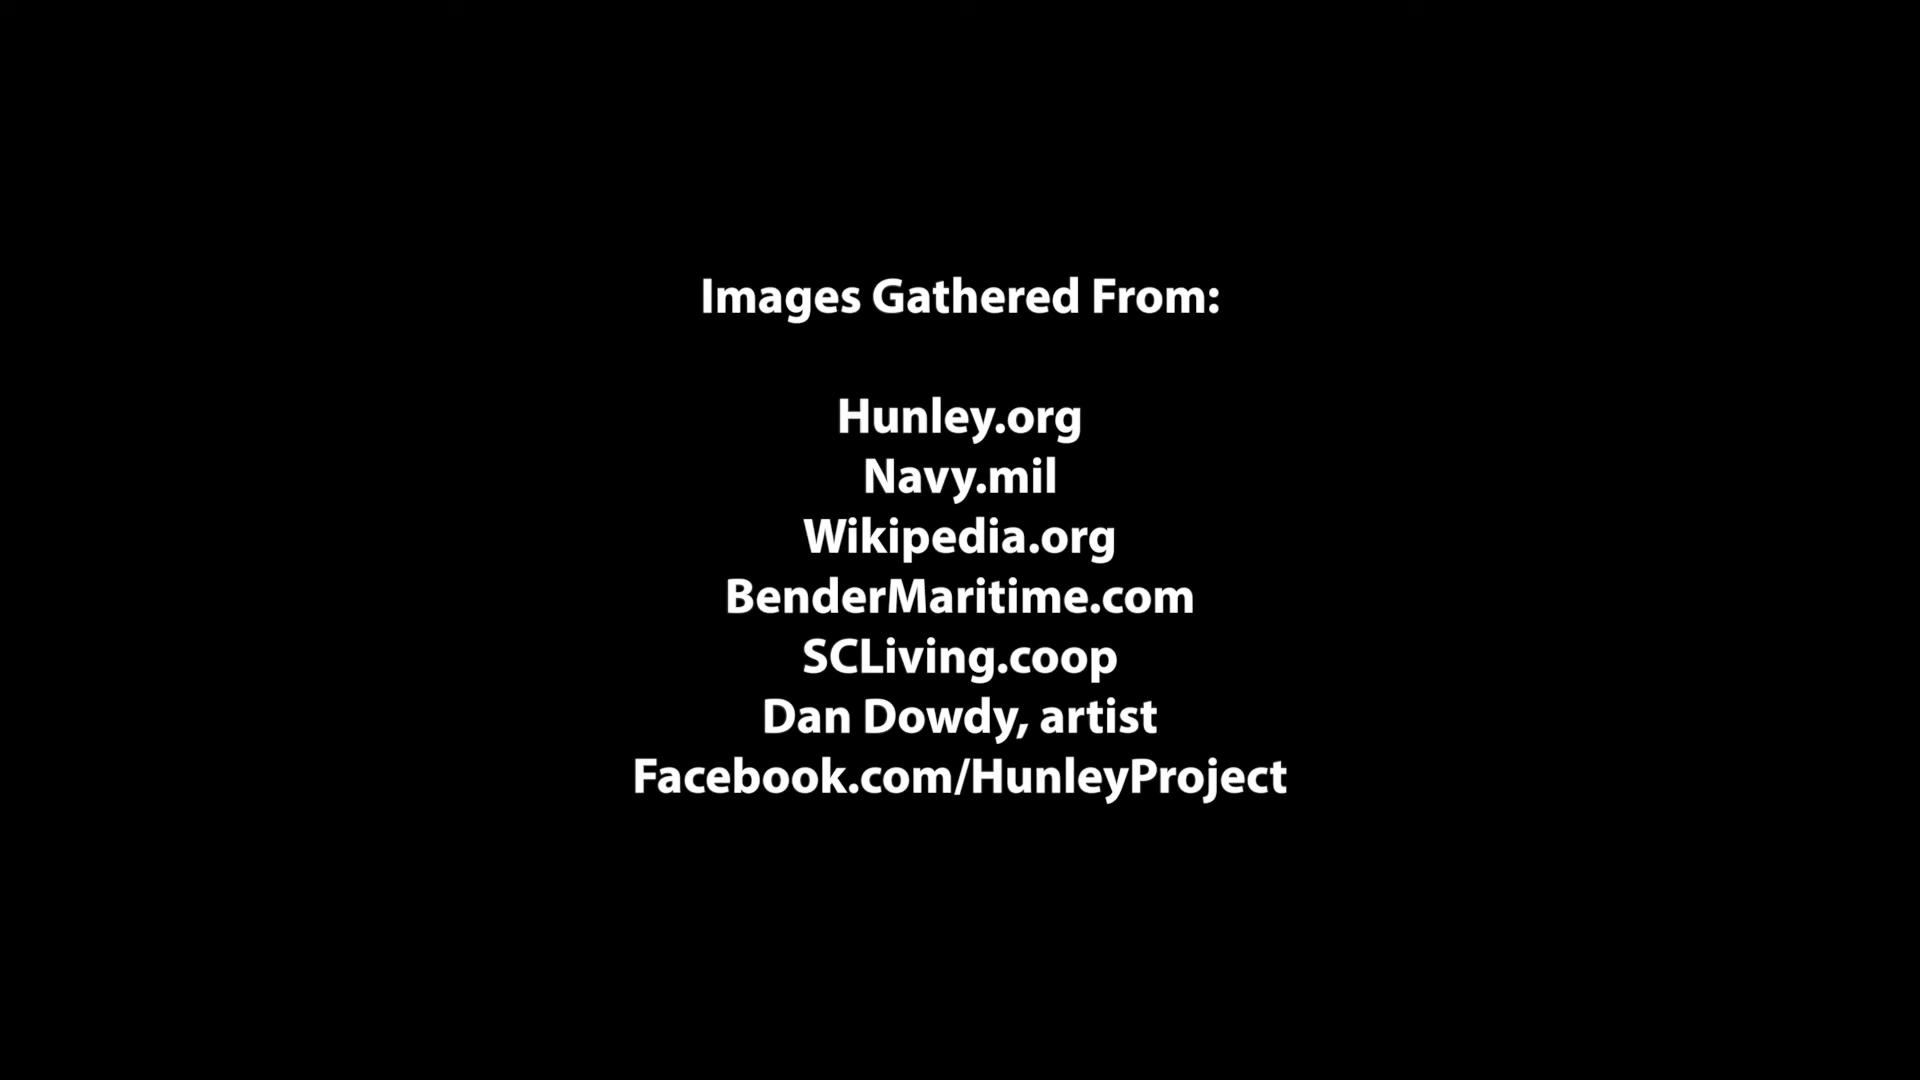 Images Gathered From:
Hunley.org
Navy.mil
Wikipedia.org
BenderMaritime.com
SCLiving.coop
Dan Dowdy, artist
Facebook.com/HunleyProject